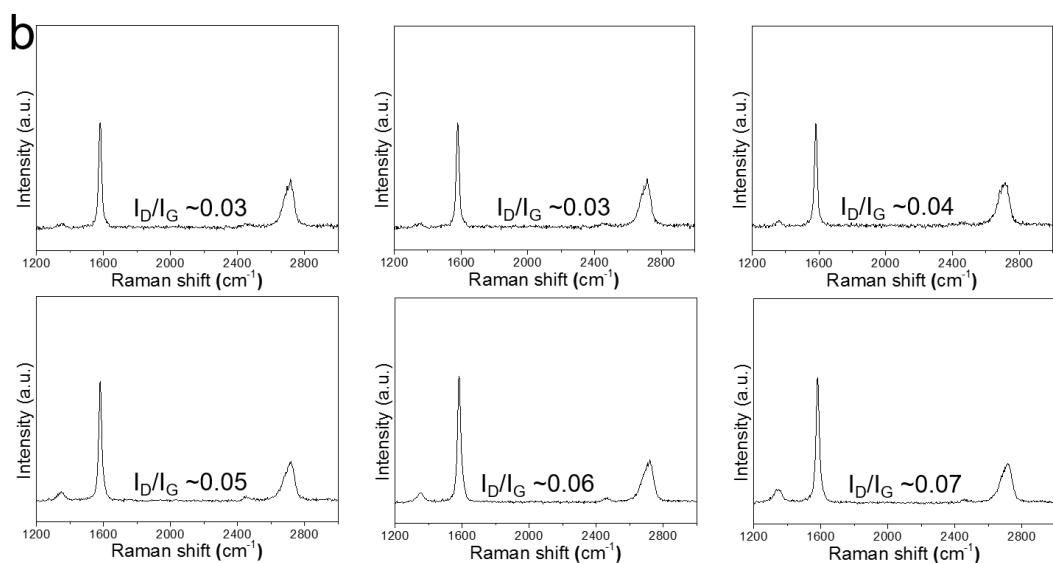 b
Intensity (a.u.)
I_D/I_G ~0.03
1200 1600 2000 2400 2800
Raman shift (cm⁻¹)
Intensity (a.u.)
I_D/I_G ~0.03
1200 1600 2000 2400 2800
Raman shift (cm⁻¹)
Intensity (a.u.)
I_D/I_G ~0.04
1200 1600 2000 2400 2800
Raman shift (cm⁻¹)
Intensity (a.u.)
I_D/I_G ~0.05
1200 1600 2000 2400 2800
Raman shift (cm⁻¹)
Intensity (a.u.)
I_D/I_G ~0.06
1200 1600 2000 2400 2800
Raman shift (cm⁻¹)
Intensity (a.u.)
I_D/I_G ~0.07
1200 1600 2000 2400 2800
Raman shift (cm⁻¹)